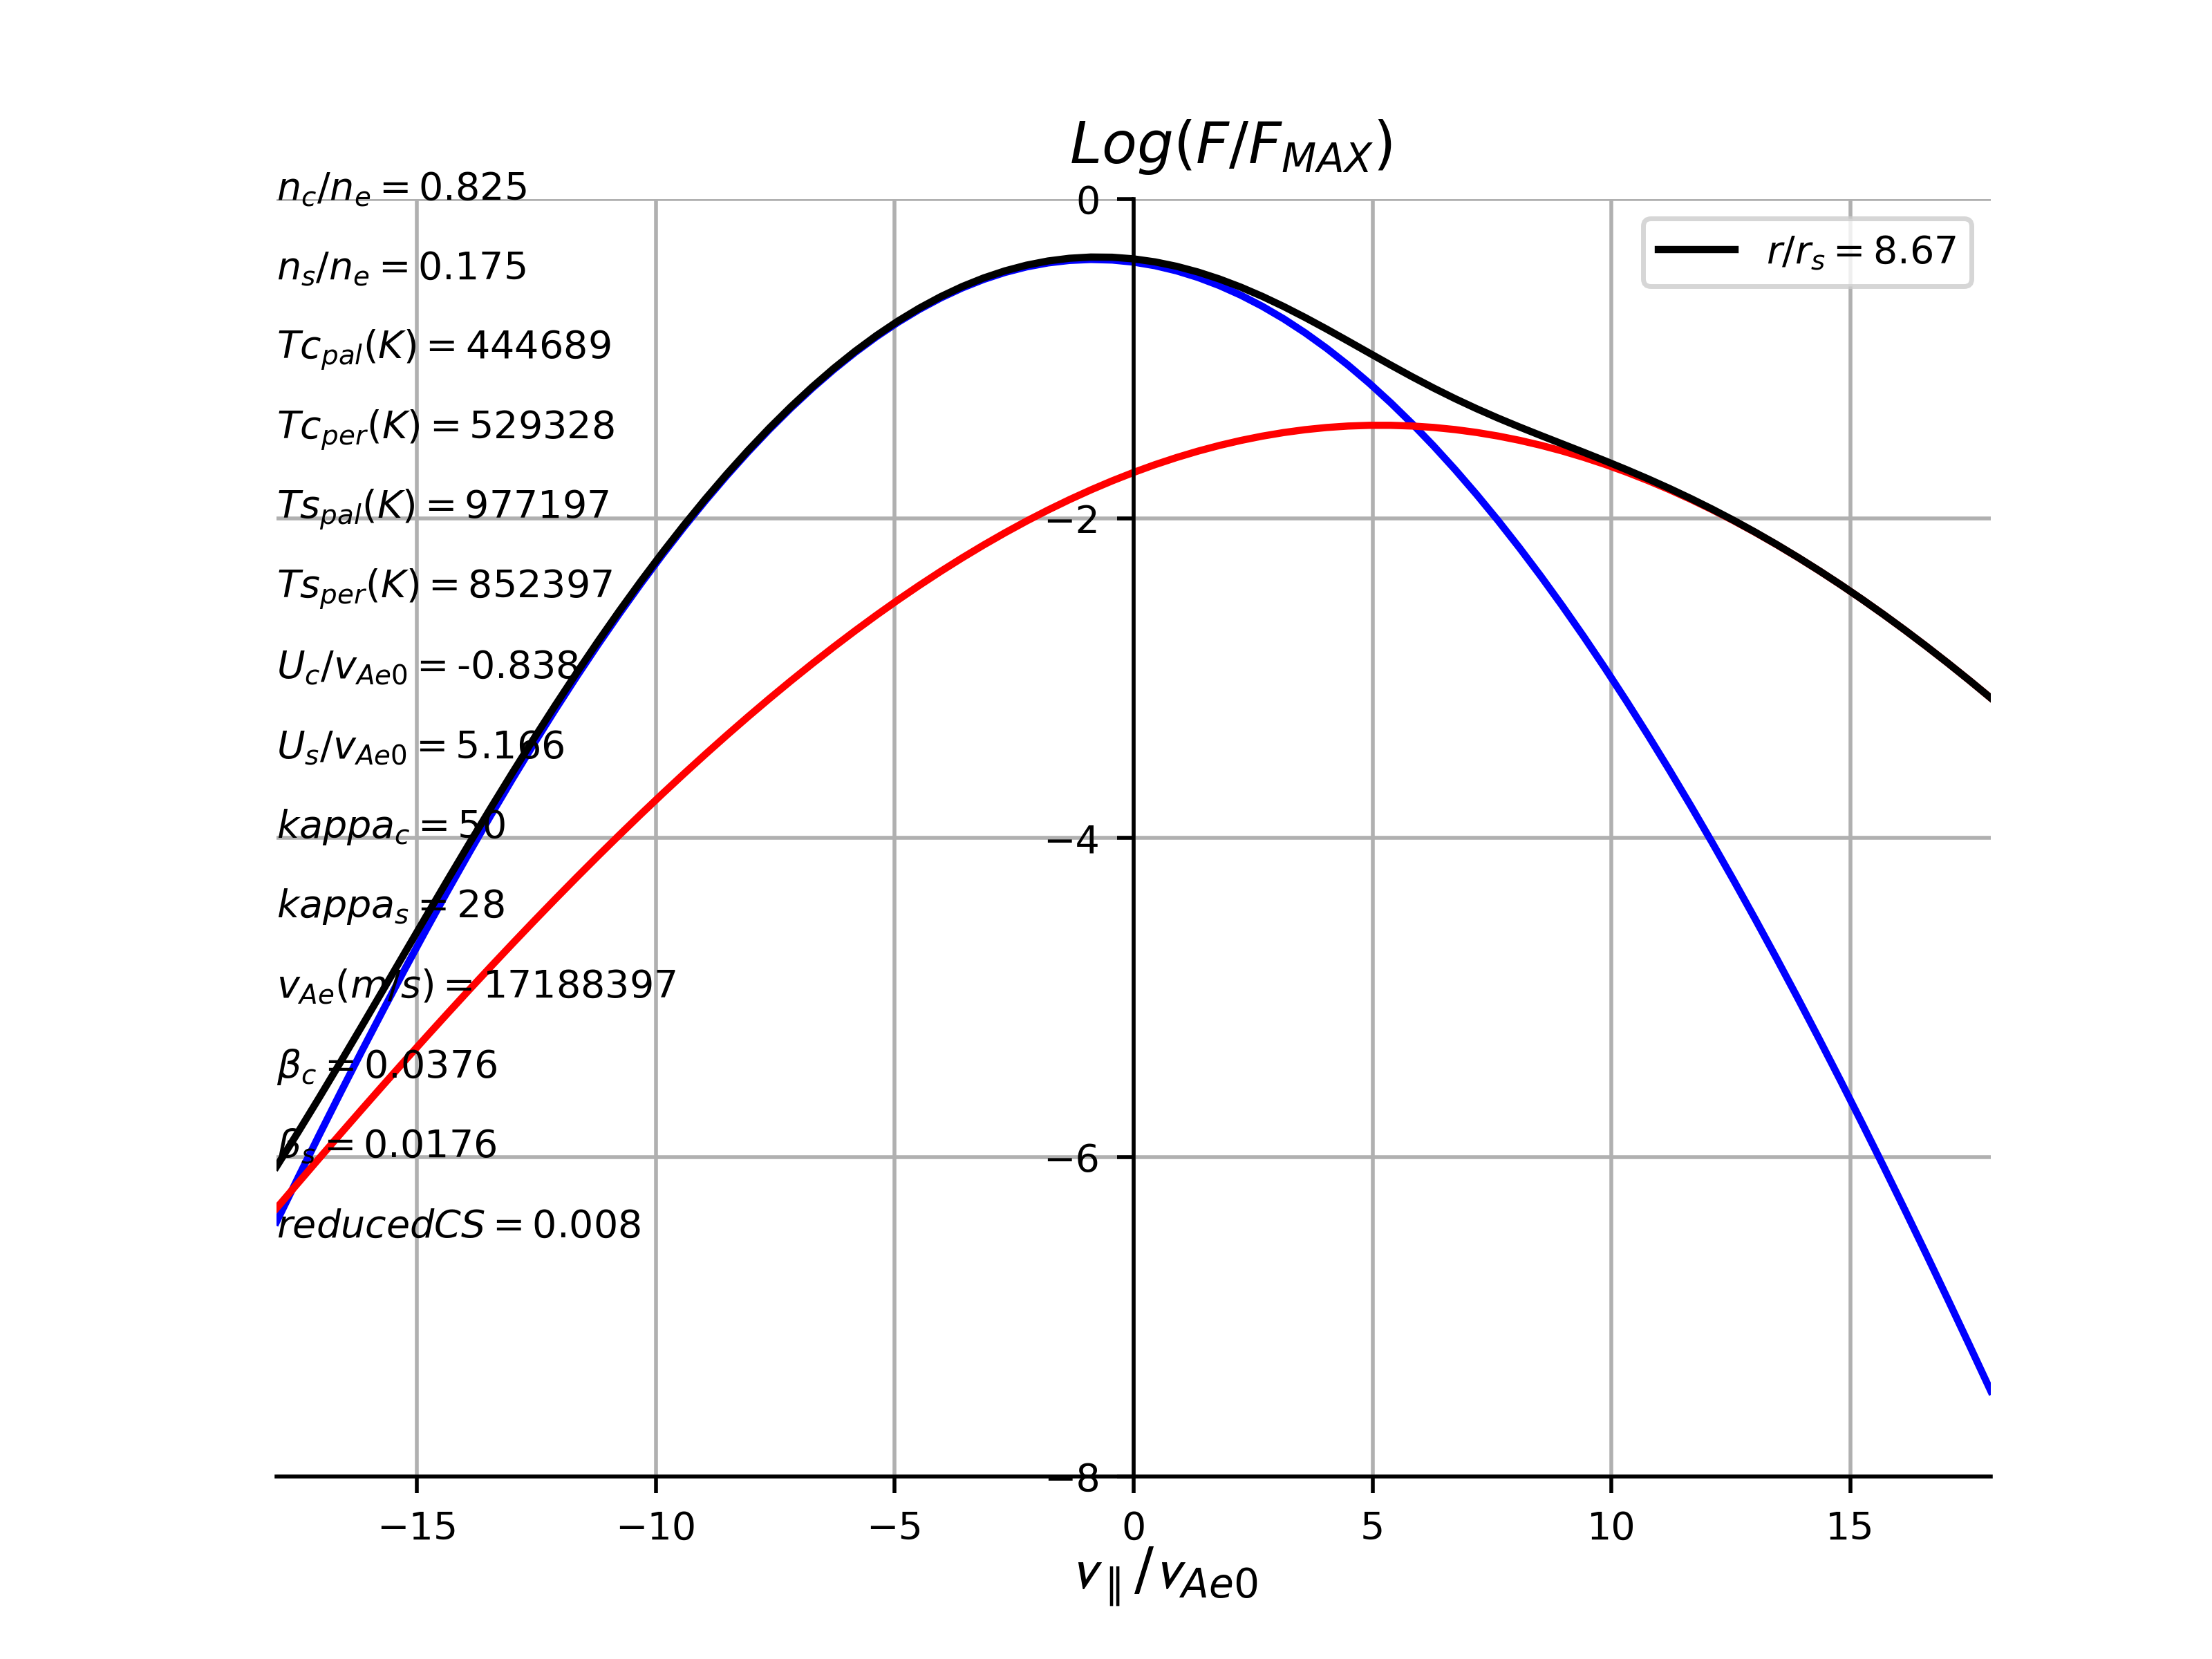 Log(F/F_MAX)
n_c/n_e = 0.825
0
r/r_s = 8.67
n_s/n_e = 0.175
Tc_pal(K) = 444689
Tc_per(K) = 529328
Ts_pal(K) = 977197
−2
Ts_per(K) = 852397
U_c/v_Ae0 = -0.838
U_s/v_Ae0 = 5.166
kappa_c = 50
−4
kappa_s = 28
v_Ae(m/s) = 17188397
β_c = 0.0376
β_s = 0.0176
−6
reducedCS = 0.008
−8
−15 −10 −5 0 5 10 15
v_∥/v_Ae0